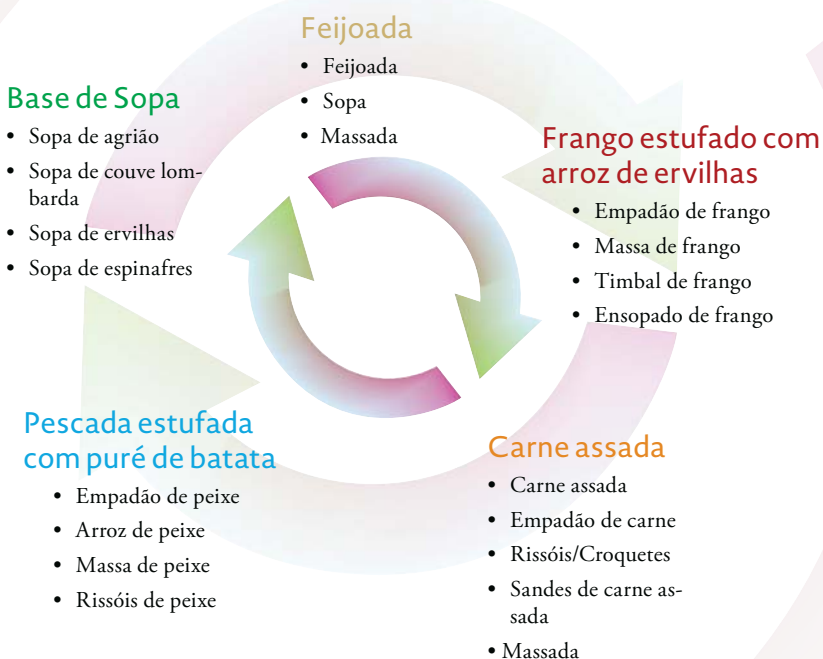 Feijoada
• Feijoada
• Sopa
• Massada
Base de Sopa
• Sopa de agrião
• Sopa de couve lom-
barda
• Sopa de ervilhas
• Sopa de espinafres
Frango estufado com
arroz de ervilhas
• Empadão de frango
• Massa de frango
• Timbal de frango
• Ensopado de frango
Pescada estufada
com puré de batata
• Empadão de peixe
• Arroz de peixe
• Massa de peixe
• Rissóis de peixe
Carne assada
• Carne assada
• Empadão de carne
• Rissóis/Croquetes
• Sandes de carne as-
sada
• Massada